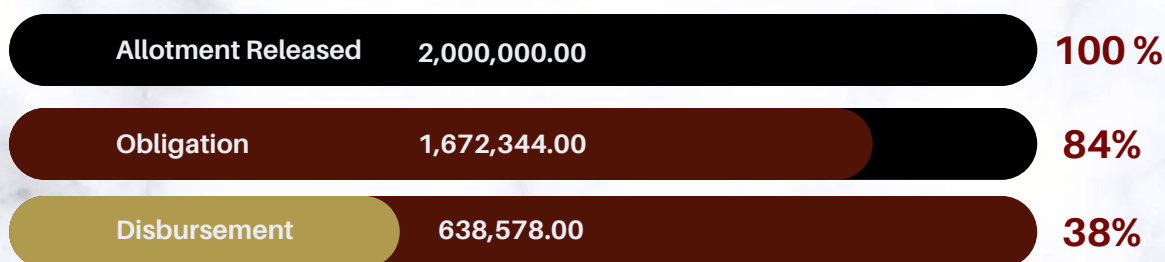 Allotment Released 2,000,000.00 100 %
Obligation 1,672,344.00 84%
Disbursement 638,578.00 38%